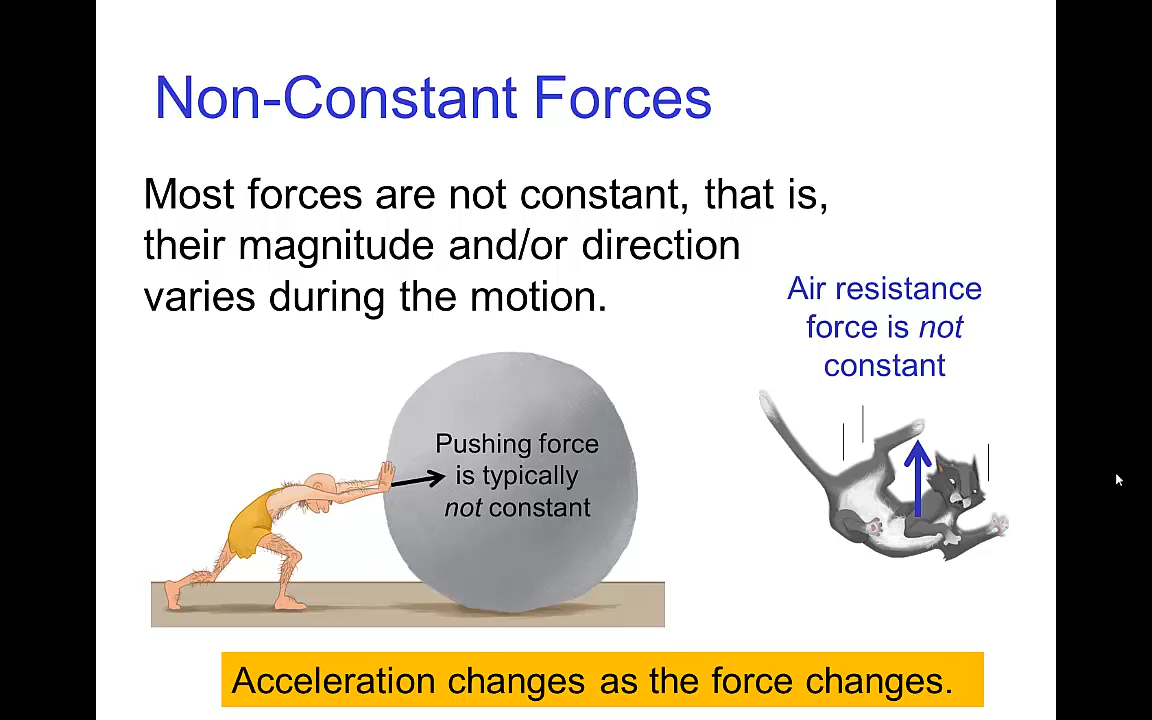 Non-Constant Forces
Most forces are not constant, that is,
their magnitude and/or direction
varies during the motion.
Air resistance
force is not
constant
Pushing force
is typically
not constant
Acceleration changes as the force changes.